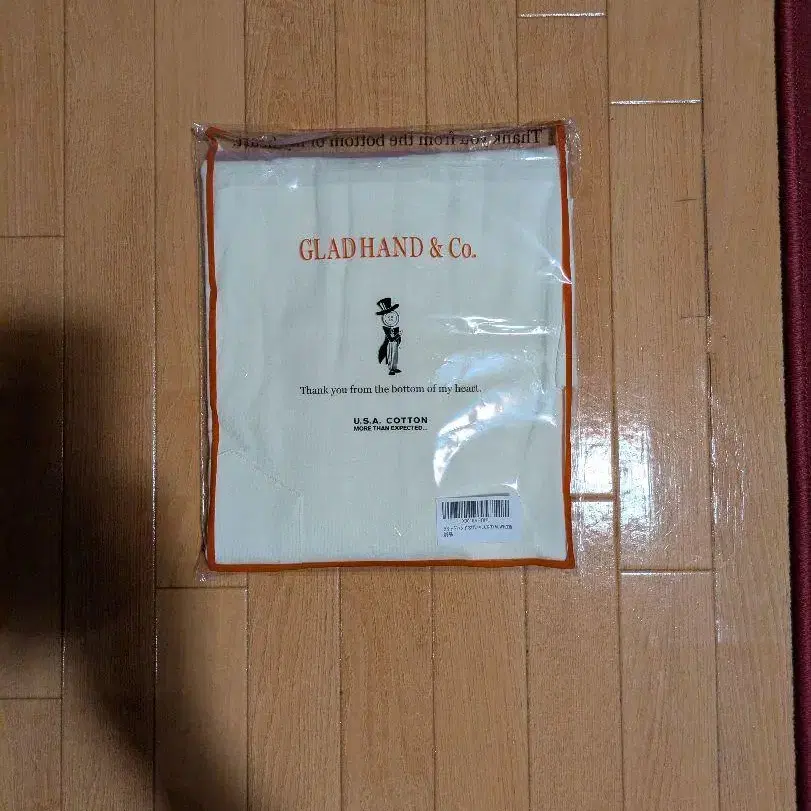 Thank you from the bottom of my heart.
GLAD HAND & Co.
Thank you from the bottom of my heart.
U.S.A. COTTON
MORE THAN EXPECTED...